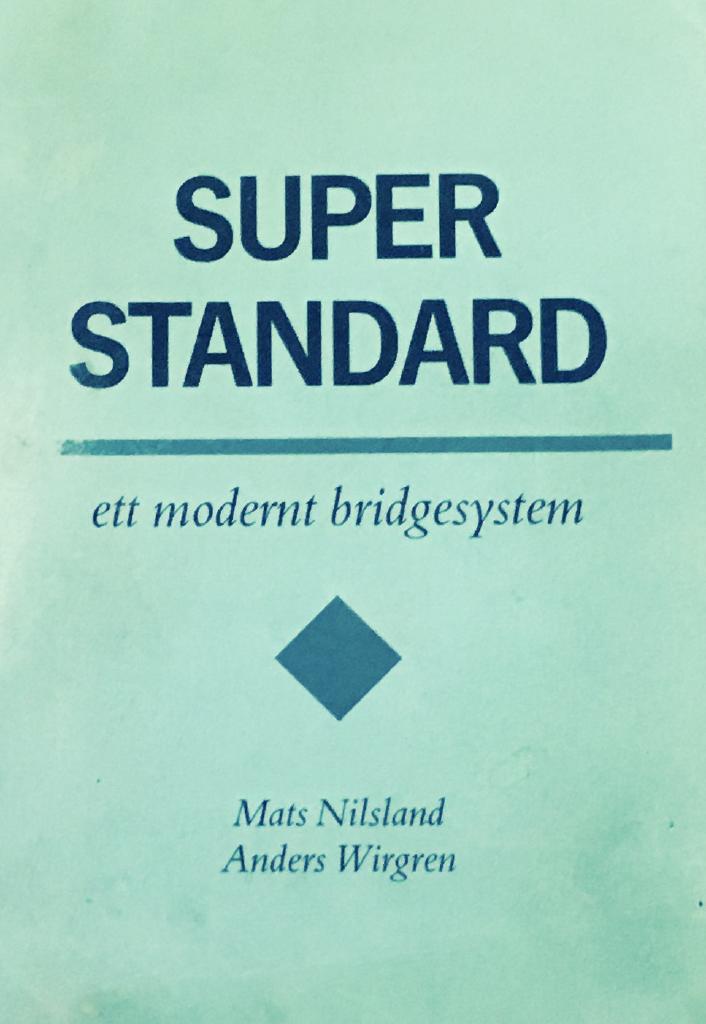 SUPER
STANDARD
ett modernt bridgesystem
Mats Nilsland
Anders Wirgren